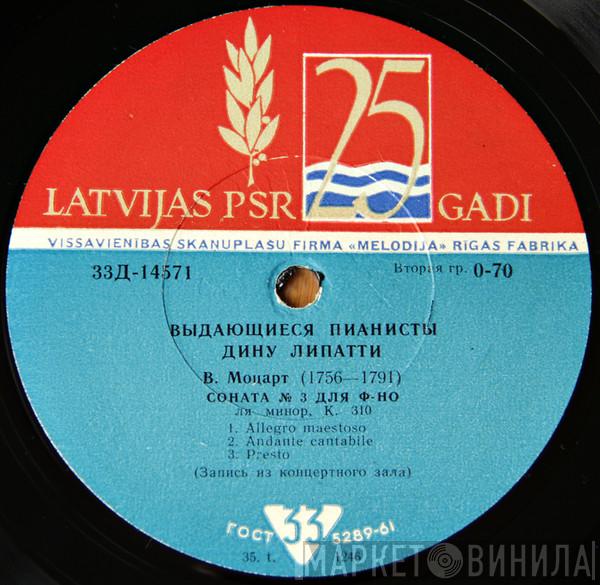 25
LATVIJAS PSR GADI
VISSAVIENĪBAS SKAŅUPLAŠU FIRMA «MELODIJA» RĪGAS FABRIKA
33Д-14571
Вторая гр. 0-70
ВЫДАЮЩИЕСЯ ПИАНИСТЫ
ДИНУ ЛИПАТТИ
В. Моцарт (1756—1791)
СОНАТА № 3 ДЛЯ Ф-НО
ля минор, К. 310
1. Allegro maestoso
2. Andante cantabile
3. Presto
(Запись из концертного зала)
ГОСТ 33 5289-61
35. t. 1246
МАРКЕТ ВИНИЛА